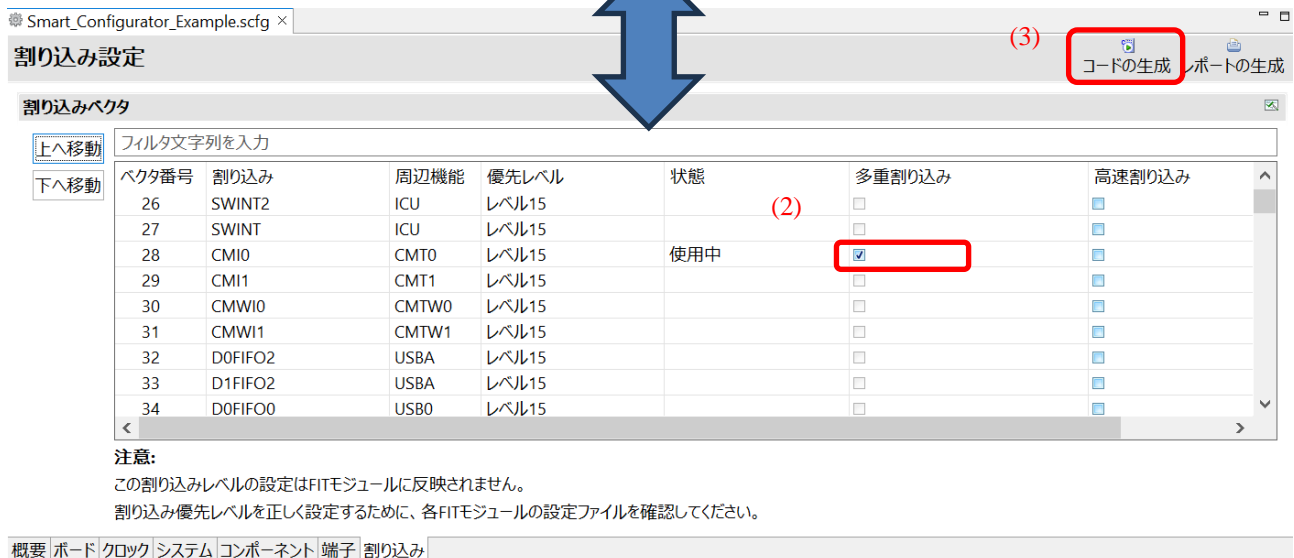 Smart_Configurator_Example.scfg ×
(3)
割り込み設定
コードの生成 レポートの生成
割り込みベクタ
上へ移動
下へ移動
フィルタ文字列を入力
ベクタ番号 割り込み 周辺機能 優先レベル 状態 多重割り込み 高速割り込み
(2)
26 SWINT2 ICU レベル15
27 SWINT ICU レベル15
28 CMI0 CMT0 レベル15 使用中
29 CMI1 CMT1 レベル15
30 CMWI0 CMTW0 レベル15
31 CMWI1 CMTW1 レベル15
32 D0FIFO2 USBA レベル15
33 D1FIFO2 USBA レベル15
34 D0FIFO0 USB0 レベル15
注意:
この割り込みレベルの設定はFITモジュールに反映されません。
割り込み優先レベルを正しく設定するために、各FITモジュールの設定ファイルを確認してください。
概要 ボード クロック システム コンポーネント 端子 割り込み